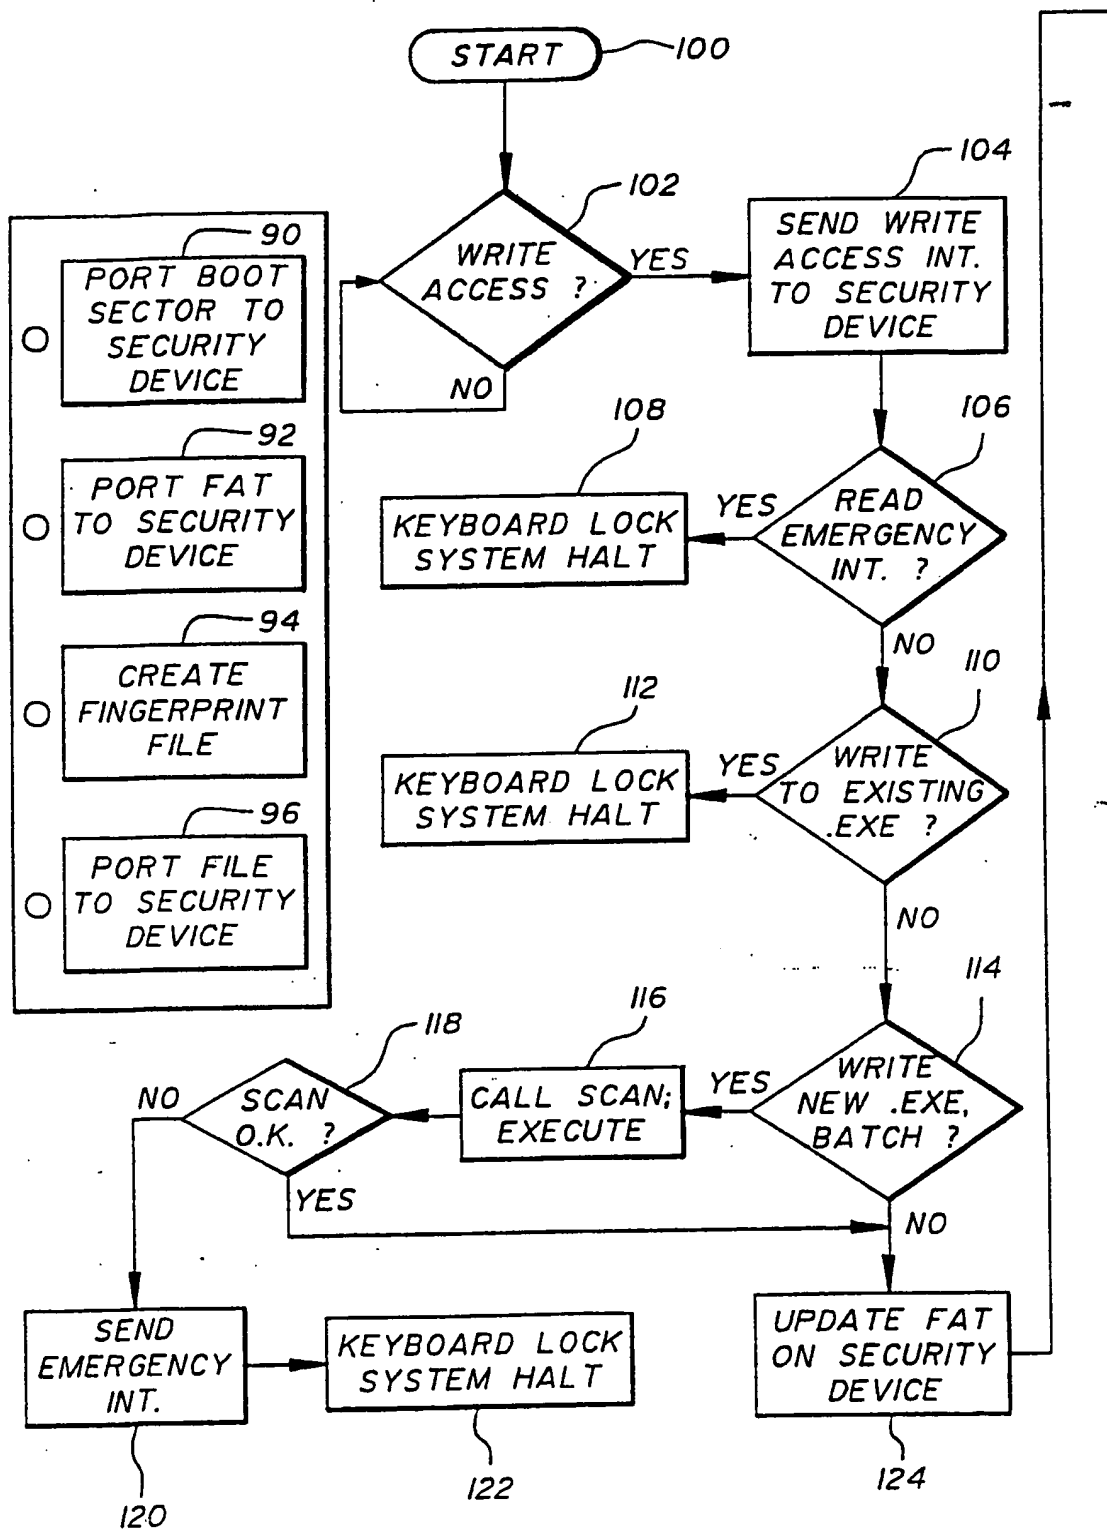 START
100
102
WRITE
ACCESS ?
YES
NO
104
SEND WRITE
ACCESS INT.
TO SECURITY
DEVICE
90
PORT BOOT
SECTOR TO
SECURITY
DEVICE
92
PORT FAT
TO SECURITY
DEVICE
94
CREATE
FINGERPRINT
FILE
96
PORT FILE
TO SECURITY
DEVICE
106
READ
EMERGENCY
INT. ?
YES
NO
108
KEYBOARD LOCK
SYSTEM HALT
110
WRITE
TO EXISTING
.EXE ?
YES
NO
112
KEYBOARD LOCK
SYSTEM HALT
114
WRITE
NEW .EXE,
BATCH ?
YES
NO
116
CALL SCAN;
EXECUTE
118
SCAN
O.K. ?
NO
YES
SEND
EMERGENCY
INT.
120
KEYBOARD LOCK
SYSTEM HALT
122
UPDATE FAT
ON SECURITY
DEVICE
124